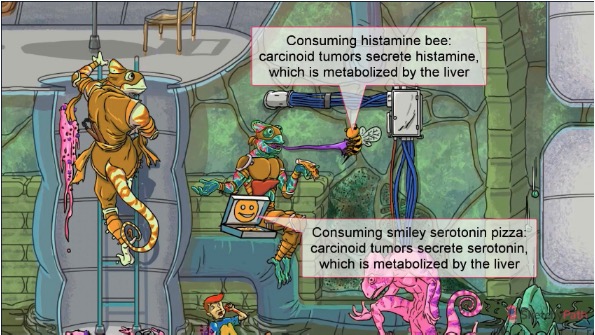 Consuming histamine bee:
carcinoid tumors secrete histamine,
which is metabolized by the liver
Consuming smiley serotonin pizza:
carcinoid tumors secrete serotonin,
which is metabolized by the liver